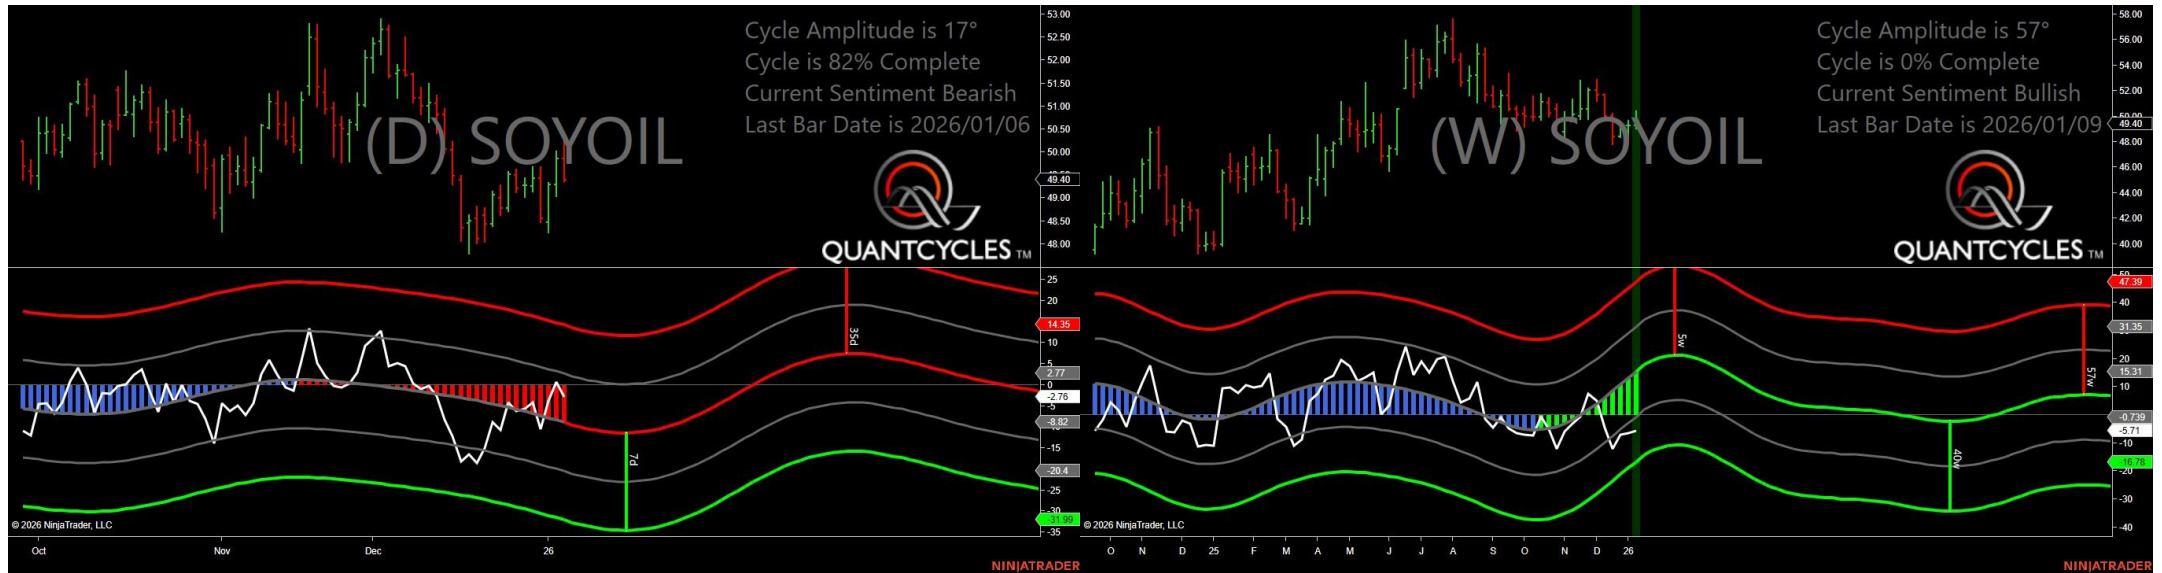 Cycle Amplitude is 17°
Cycle is 82% Complete
Current Sentiment Bearish
Last Bar Date is 2026/01/06
(D) SOYOIL
QUANTCYCLES TM
53.00
52.50
52.00
51.50
51.00
50.50
50.00
49.40
49.00
48.50
48.00
25
20
14.35
10
5
2.77
0
-2.76
-5
-8.82
-15
-20.4
-25
-31.99
-35
35d
7d
© 2026 NinjaTrader, LLC
Oct Nov Dec 26
NINJATRADER
Cycle Amplitude is 57°
Cycle is 0% Complete
Current Sentiment Bullish
Last Bar Date is 2026/01/09
(W) SOYOIL
QUANTCYCLES TM
58.00
56.00
54.00
52.00
50.00
49.40
48.00
46.00
44.00
42.00
40.00
50
47.39
40
31.35
20
15.31
10
-0.739
-5.71
-10
-16.78
-20
-30
-40
5w
40w
57w
© 2026 NinjaTrader, LLC
O N D 25 F M A M J J A S O N D 26
NINJATRADER